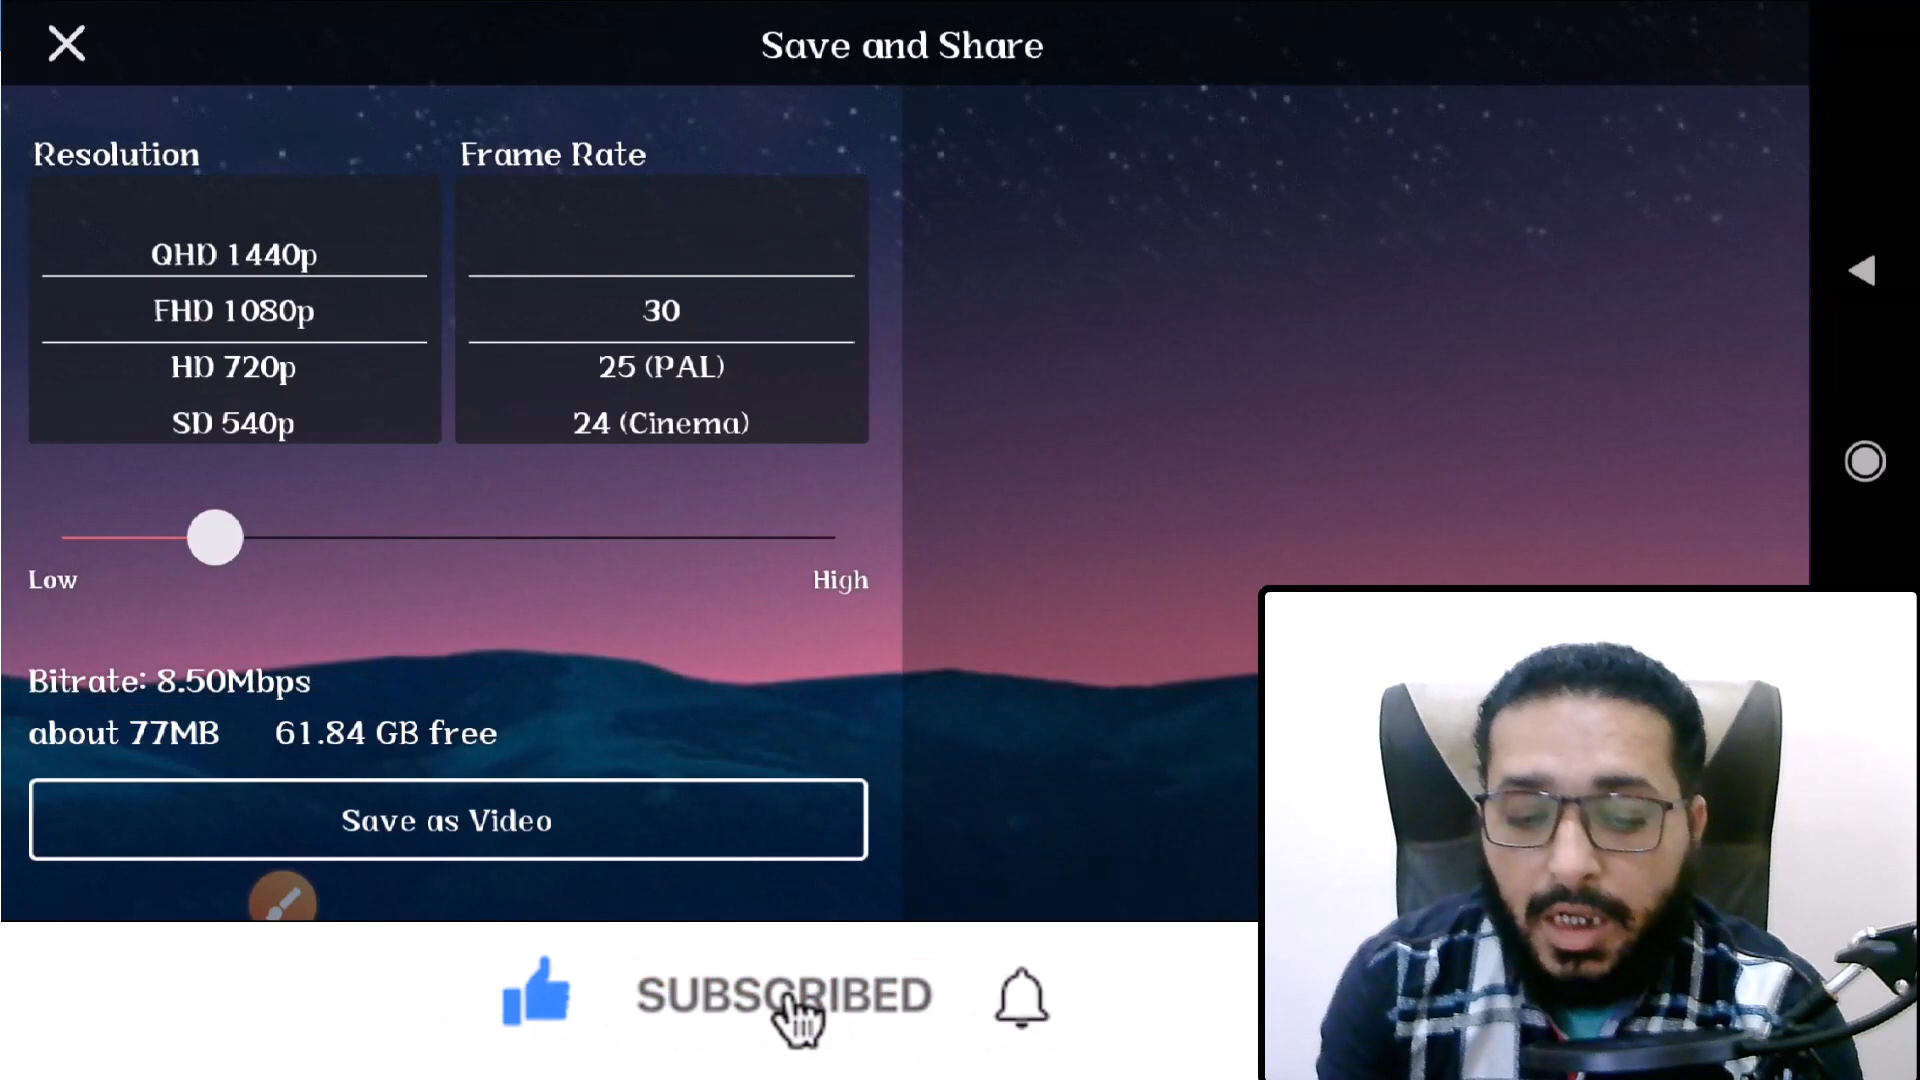 Save and Share
Resolution
Frame Rate
QHD 1440p
FHD 1080p
HD 720p
SD 540p
30
25 (PAL)
24 (Cinema)
Low
High
Bitrate: 8.50Mbps
about 77MB 61.84 GB free
Save as Video
SUBSCRIBED